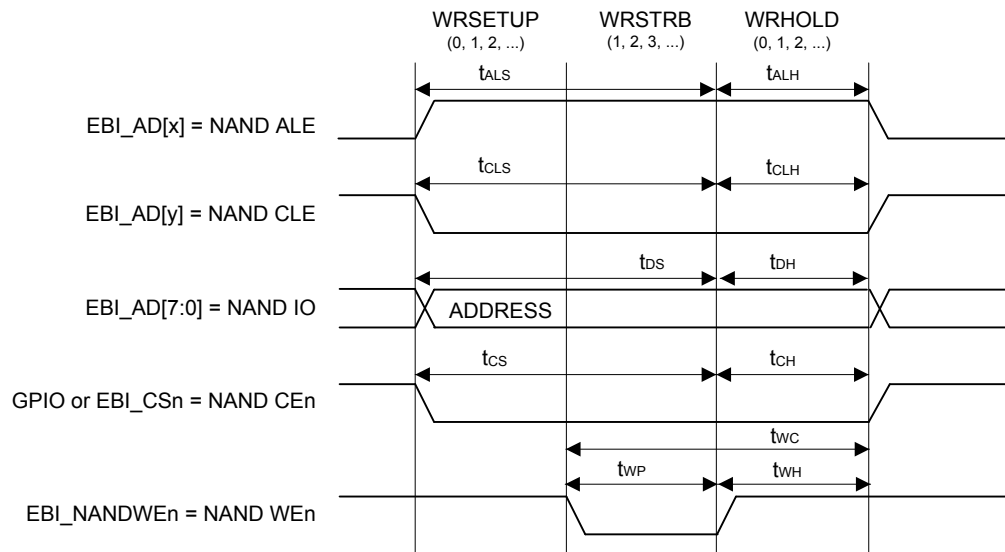 WRSETUP WRSTRB WRHOLD
(0, 1, 2, ...) (1, 2, 3, ...) (0, 1, 2, ...)
tALS tALH
EBI_AD[x] = NAND ALE
tCLS tCLH
EBI_AD[y] = NAND CLE
tDS tDH
EBI_AD[7:0] = NAND IO ADDRESS
tCS tCH
GPIO or EBI_CSn = NAND CEn
tWC
tWP tWH
EBI_NANDWEn = NAND WEn